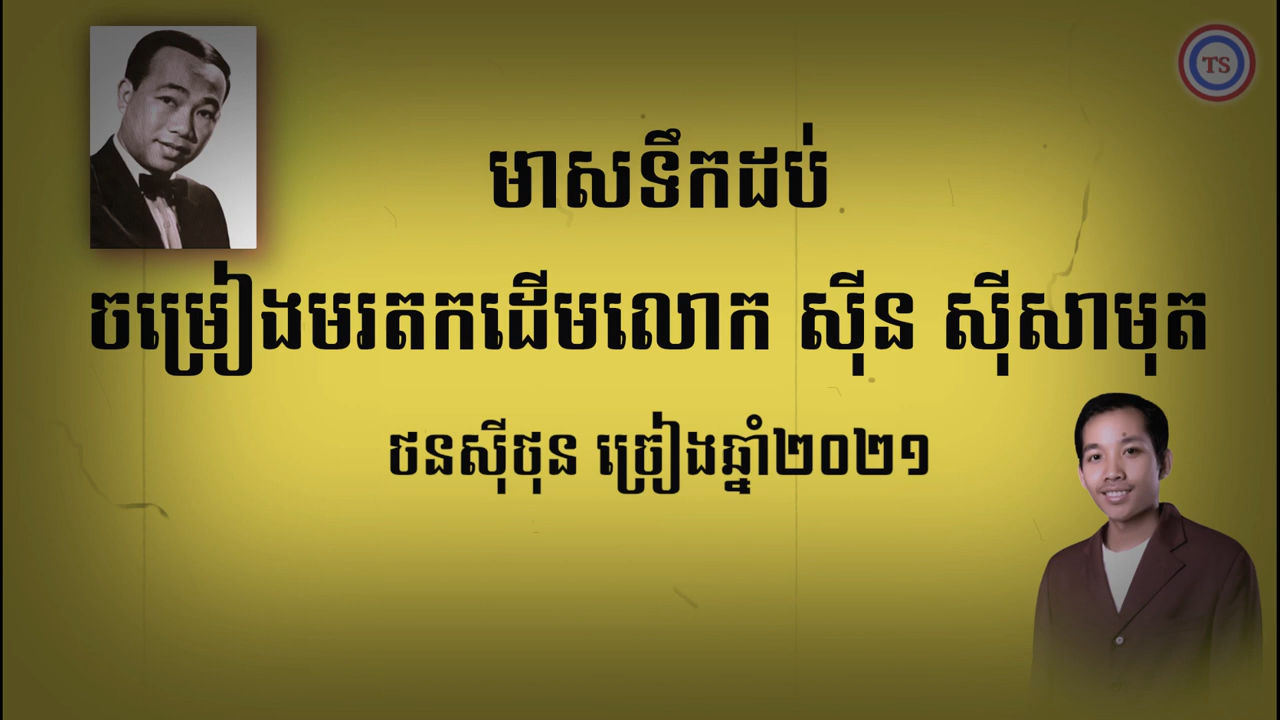 TS
មាសទឹកដប់
ចម្រៀងមរតកដើមលោក ស៊ីន ស៊ីសាមុត
ថនស៊ីថុន ច្រៀងឆ្នាំ២០២១